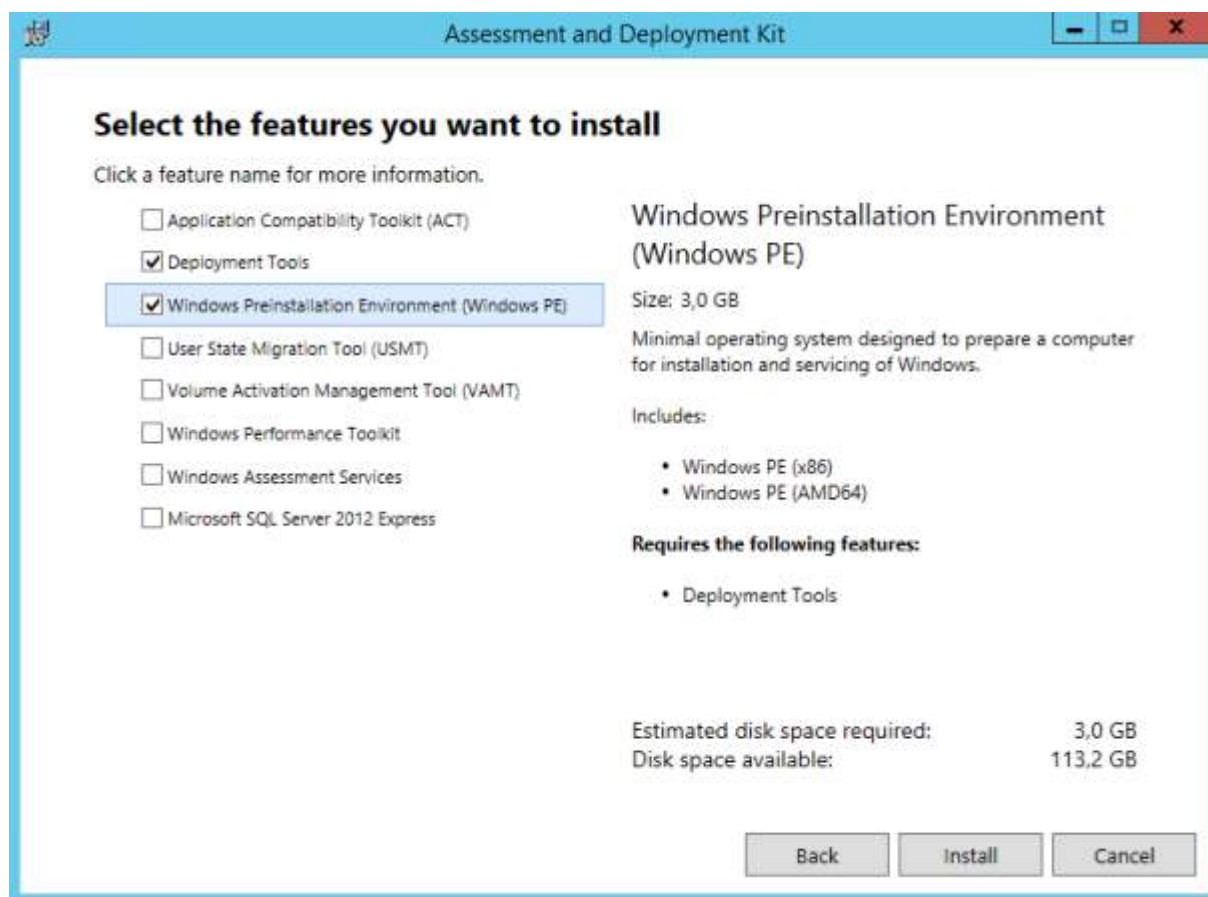 Assessment and Deployment Kit
Select the features you want to install
Click a feature name for more information.
Application Compatibility Toolkit (ACT)
Deployment Tools
Windows Preinstallation Environment (Windows PE)
User State Migration Tool (USMT)
Volume Activation Management Tool (VAMT)
Windows Performance Toolkit
Windows Assessment Services
Microsoft SQL Server 2012 Express
Windows Preinstallation Environment
(Windows PE)
Size: 3,0 GB
Minimal operating system designed to prepare a computer
for installation and servicing of Windows.
Includes:
• Windows PE (x86)
• Windows PE (AMD64)
Requires the following features:
• Deployment Tools
Estimated disk space required: 3,0 GB
Disk space available: 113,2 GB
Back Install Cancel